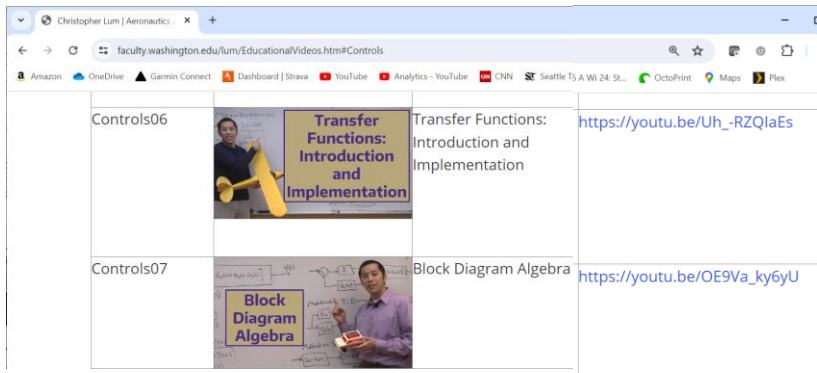 Christopher Lum | Aeronautics
faculty.washington.edu/lum/EducationalVideos.htm#Controls
Amazon OneDrive Garmin Connect Dashboard | Strava YouTube Analytics - YouTube CNN Seattle A Wi 24: St... OctoPrint Maps Plex
Controls06
Transfer
Functions:
Introduction
and
Implementation
Transfer Functions:
Introduction and
Implementation
https://youtu.be/Uh_-RZQIaEs
Controls07
Block
Diagram
Algebra
Block Diagram Algebra
https://youtu.be/OE9Va_ky6yU